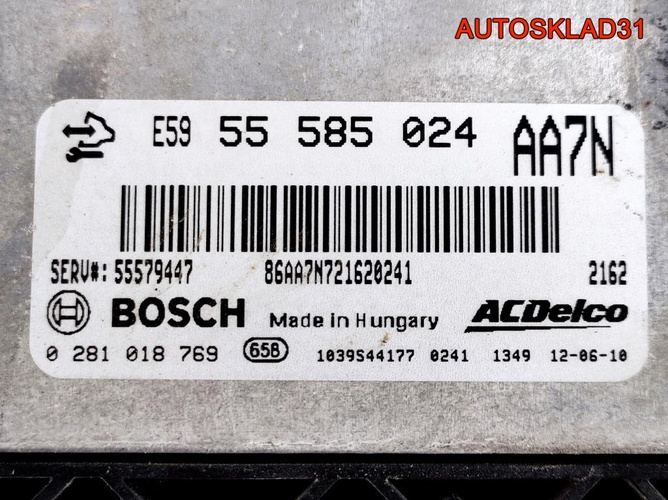 AUTOSKLAD31
E59 55 585 024 AA7N
SERV#: 55579447 86AA7N721620241 2162
BOSCH Made in Hungary ACDelco
0 281 018 769 658 1039S44177 0241 1349 12-06-10